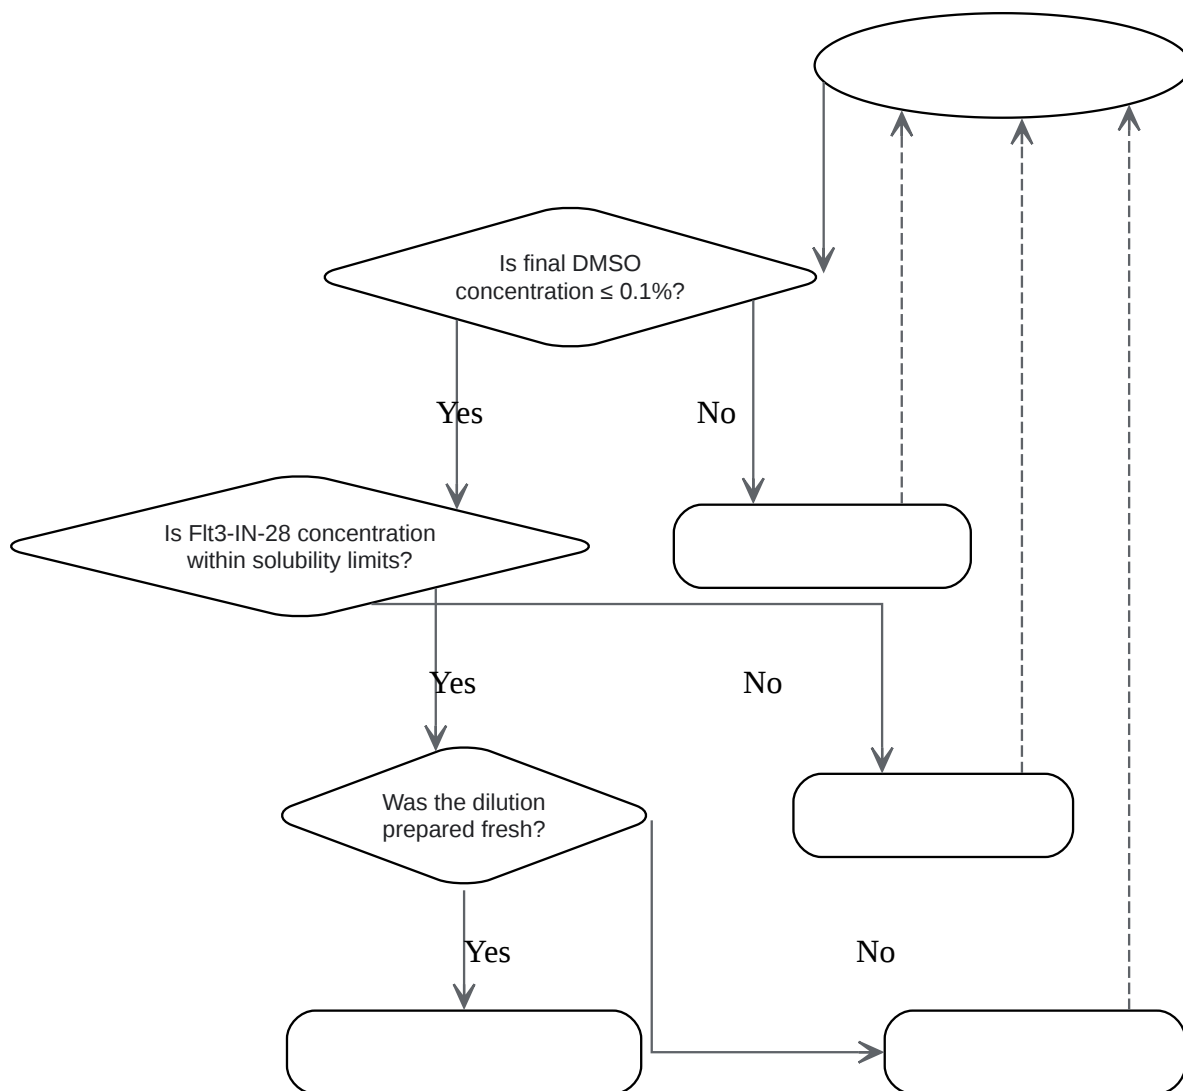 Is final DMSO
concentration ≤ 0.1%?
Yes
No
Is Flt3-IN-28 concentration
within solubility limits?
Yes
No
Was the dilution
prepared fresh?
Yes
No